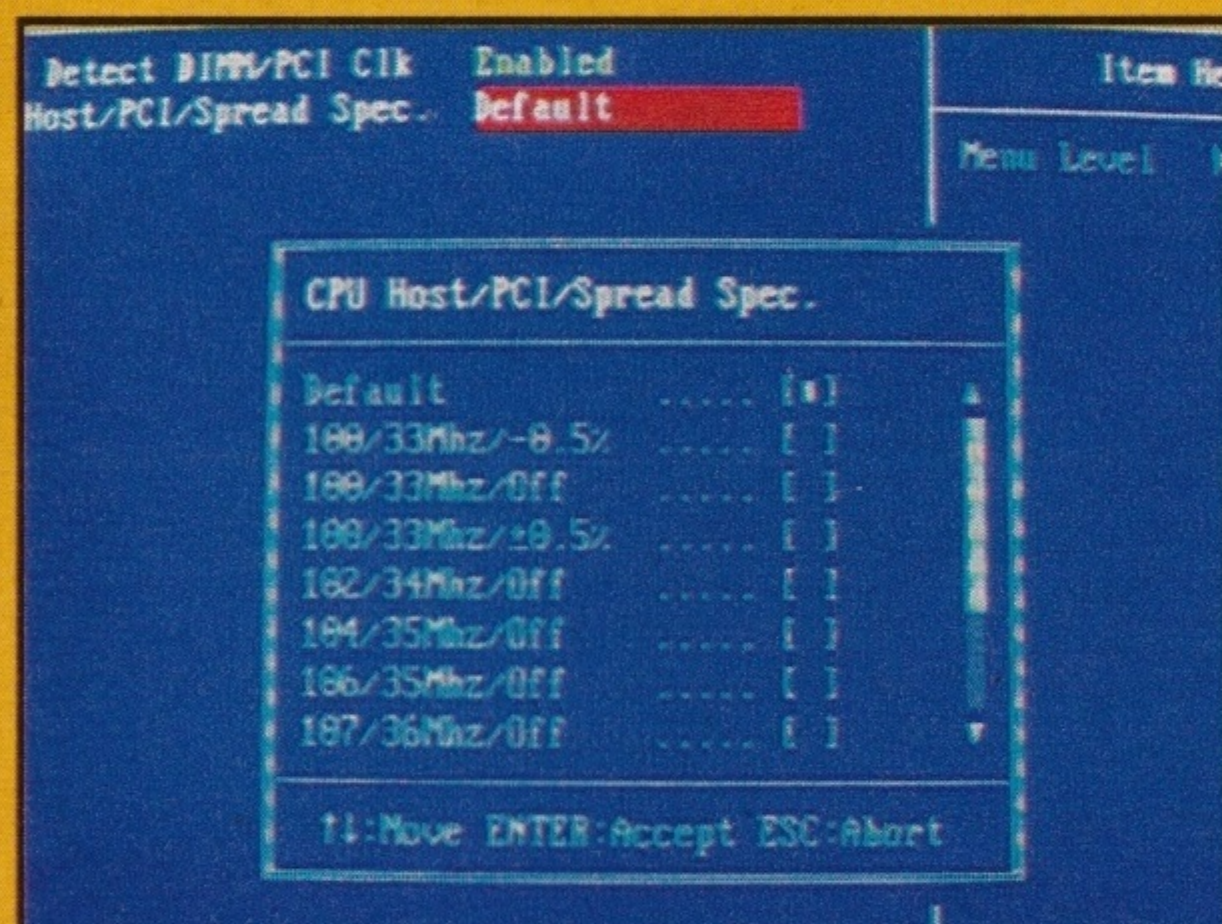 Detect DIMM/PCI Clk Enabled
Host/PCI/Spread Spec. Default
Item He
Menu Level
CPU Host/PCI/Spread Spec.
Default ..... [■]
100/33Mhz/-0.5% ..... [ ]
100/33Mhz/Off ..... [ ]
100/33Mhz/±0.5% ..... [ ]
102/34Mhz/Off ..... [ ]
104/35Mhz/Off ..... [ ]
106/35Mhz/Off ..... [ ]
107/36Mhz/Off ..... [ ]
↑↓:Move ENTER:Accept ESC:Abort